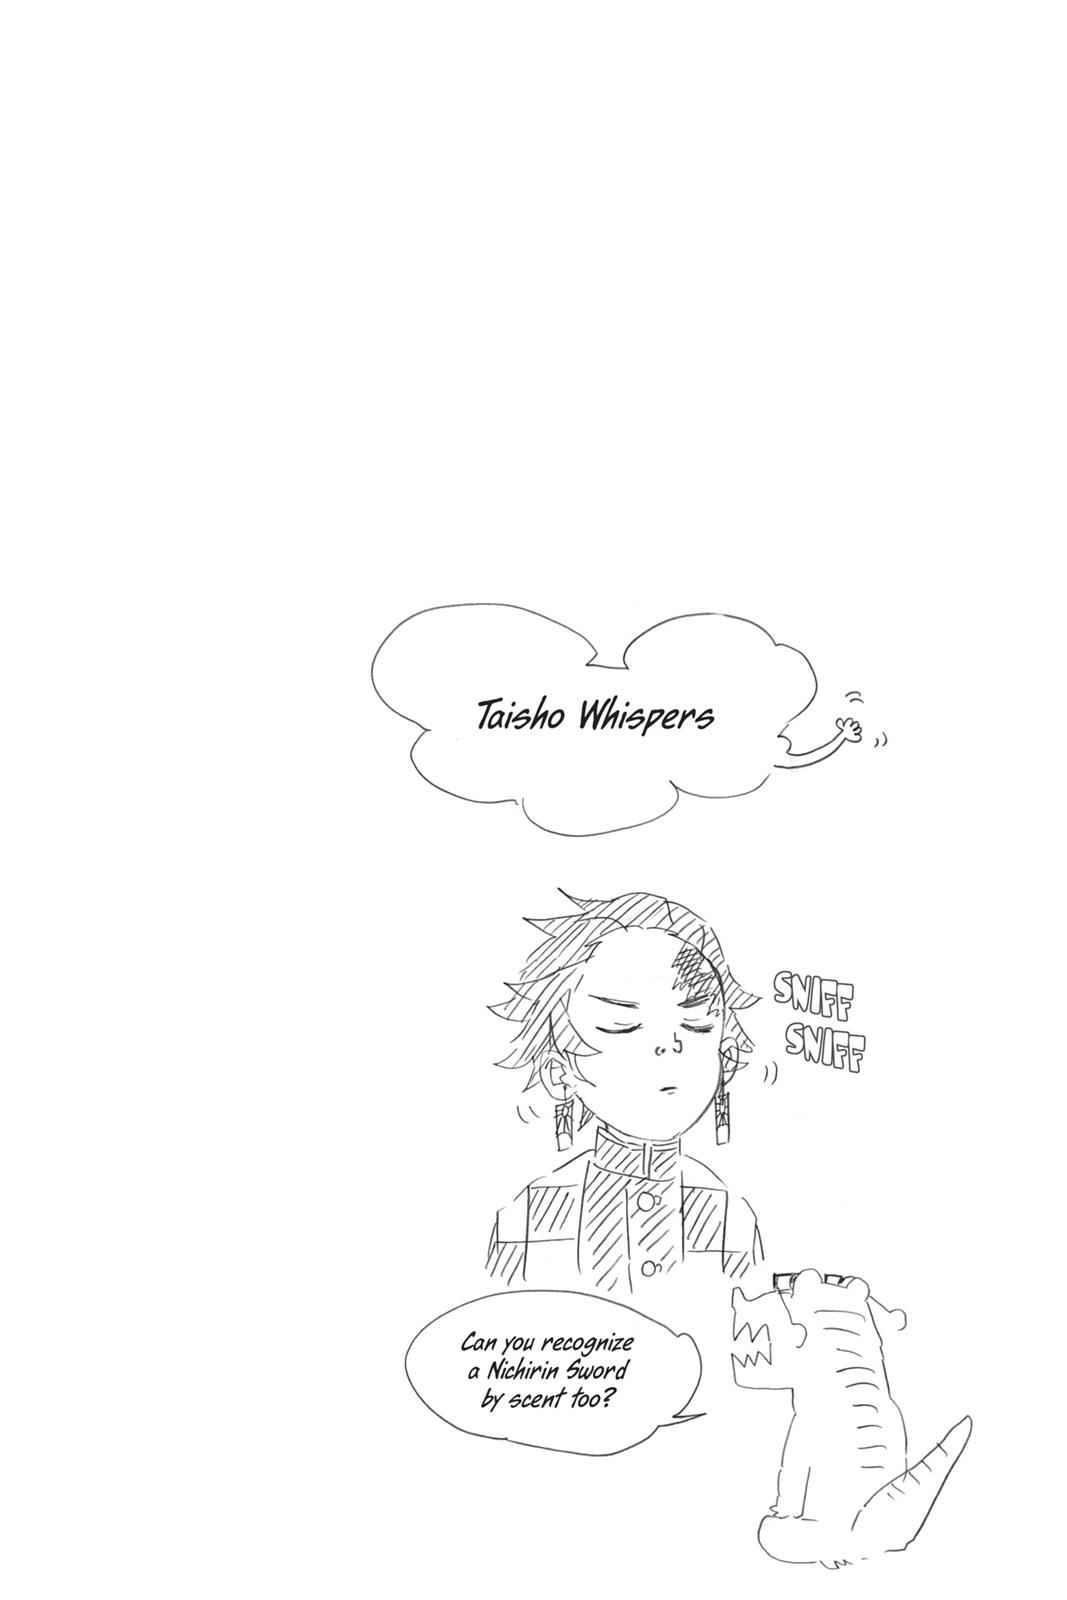 Taisho Whispers
SNIFF
SNIFF
Can you recognize
a Nichirin Sword
by scent too?